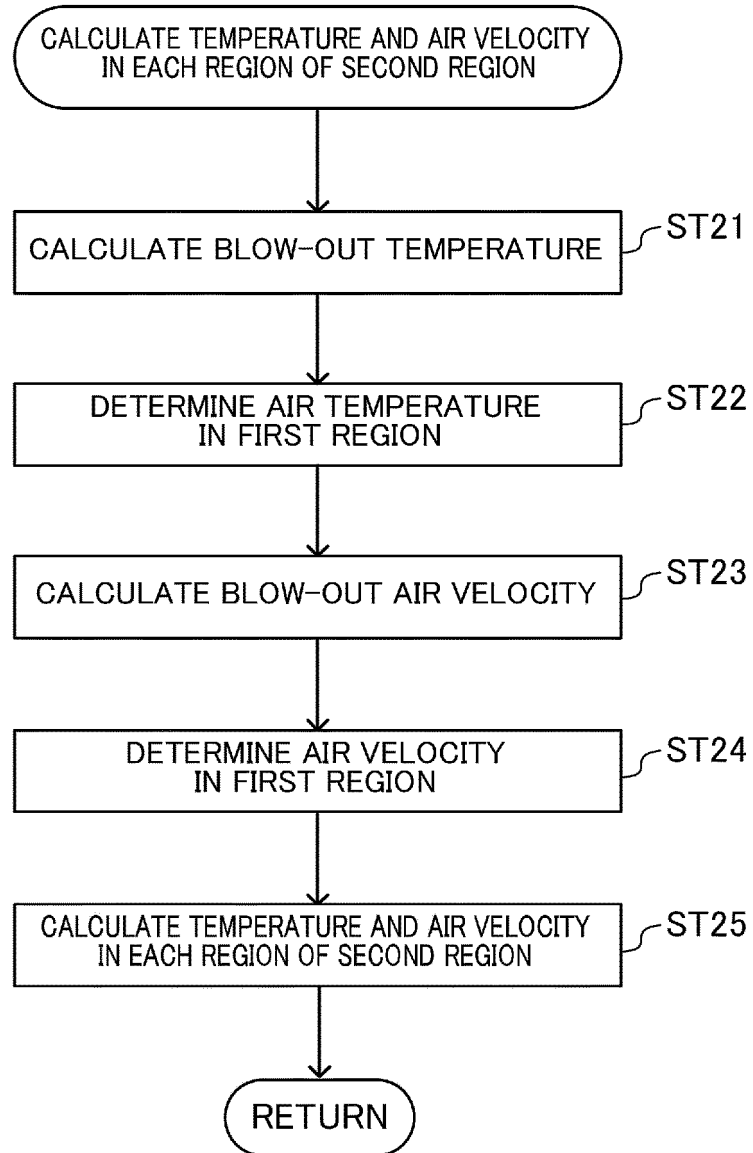 CALCULATE TEMPERATURE AND AIR VELOCITY
IN EACH REGION OF SECOND REGION
CALCULATE BLOW-OUT TEMPERATURE
ST21
DETERMINE AIR TEMPERATURE
IN FIRST REGION
ST22
CALCULATE BLOW-OUT AIR VELOCITY
ST23
DETERMINE AIR VELOCITY
IN FIRST REGION
ST24
CALCULATE TEMPERATURE AND AIR VELOCITY
IN EACH REGION OF SECOND REGION
ST25
RETURN